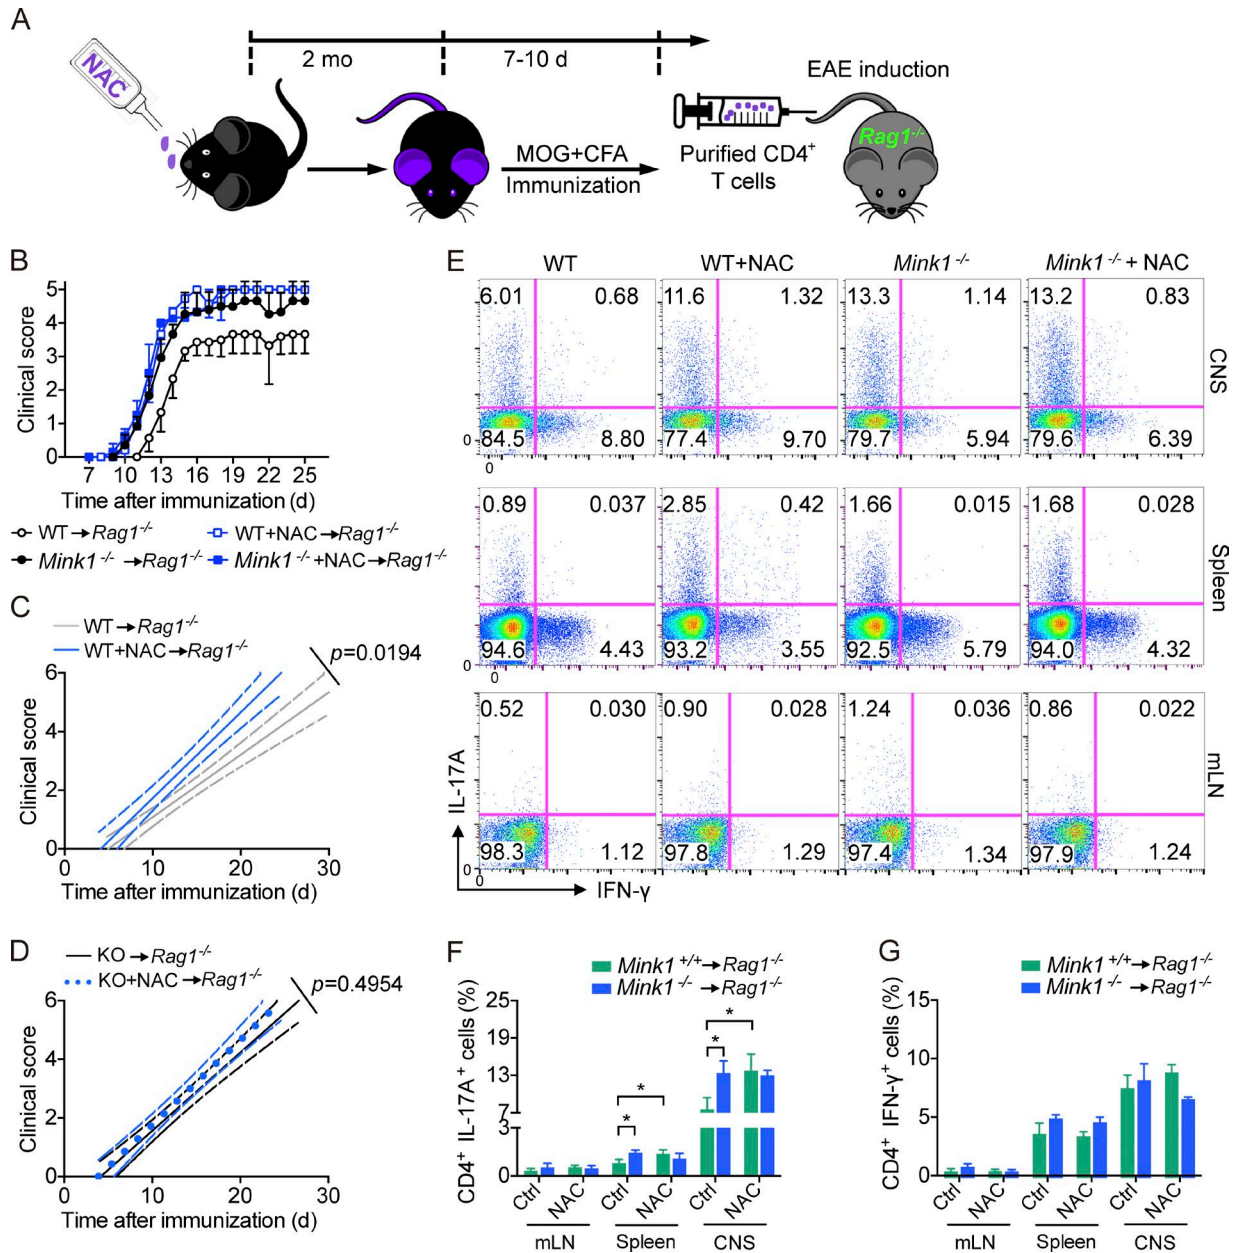 A
NAC
2 mo
7-10 d
EAE induction
Rag1-/-
MOG+CFA
Immunization
Purified CD4+
T cells
B
Clinical score
5
4
3
2
1
0
7 10 13 16 19 22 25
Time after immunization (d)
WT→Rag1-/-
WT+NAC→Rag1-/-
Mink1-/- →Rag1-/-
Mink1-/-+NAC→Rag1-/-
C
WT→Rag1-/-
WT+NAC→Rag1-/-
p=0.0194
Clinical score
6
4
2
0
0 10 20 30
Time after immunization (d)
D
KO→Rag1-/-
KO+NAC→Rag1-/-
p=0.4954
Clinical score
6
4
2
0
0 10 20 30
Time after immunization (d)
E
WT WT+NAC Mink1-/- Mink1-/-+ NAC
6.01 0.68 11.6 1.32 13.3 1.14 13.2 0.83
CNS
0
84.5 8.80 77.4 9.70 79.7 5.94 79.6 6.39
0
0.89 0.037 2.85 0.42 1.66 0.015 1.68 0.028
Spleen
94.6 4.43 93.2 3.55 92.5 5.79 94.0 4.32
0
0
0.52 0.030 0.90 0.028 1.24 0.036 0.86 0.022
mLN
IL-17A
98.3 1.12 97.8 1.29 97.4 1.34 97.9 1.24
0
0
IFN-γ
F
Mink1+/+→Rag1-/-
Mink1-/- →Rag1-/-
CD4+ IL-17A+ cells (%)
25
19
13
7
3
0
* * * *
Ctrl NAC Ctrl NAC Ctrl NAC
mLN Spleen CNS
G
Mink1+/+→Rag1-/-
Mink1-/- →Rag1-/-
CD4+ IFN-γ+ cells (%)
15
10
5
0
Ctrl NAC Ctrl NAC Ctrl NAC
mLN Spleen CNS